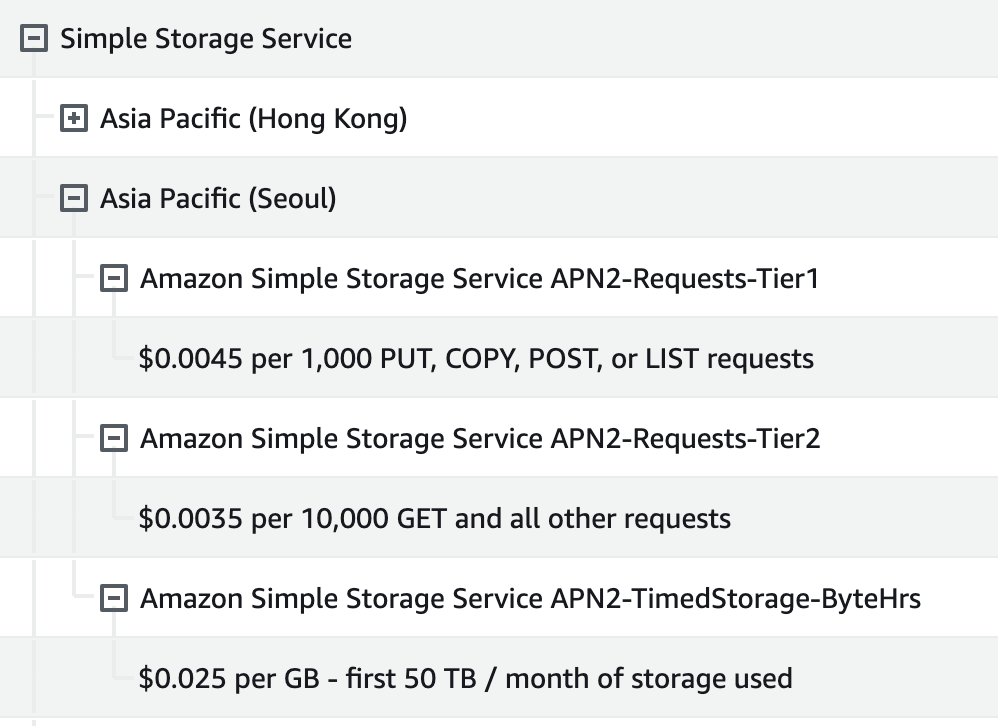 Simple Storage Service
Asia Pacific (Hong Kong)
Asia Pacific (Seoul)
Amazon Simple Storage Service APN2-Requests-Tier1
$0.0045 per 1,000 PUT, COPY, POST, or LIST requests
Amazon Simple Storage Service APN2-Requests-Tier2
$0.0035 per 10,000 GET and all other requests
Amazon Simple Storage Service APN2-TimedStorage-ByteHrs
$0.025 per GB - first 50 TB / month of storage used